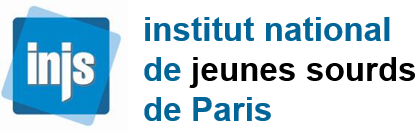 injs
institut national
de jeunes sourds
de Paris